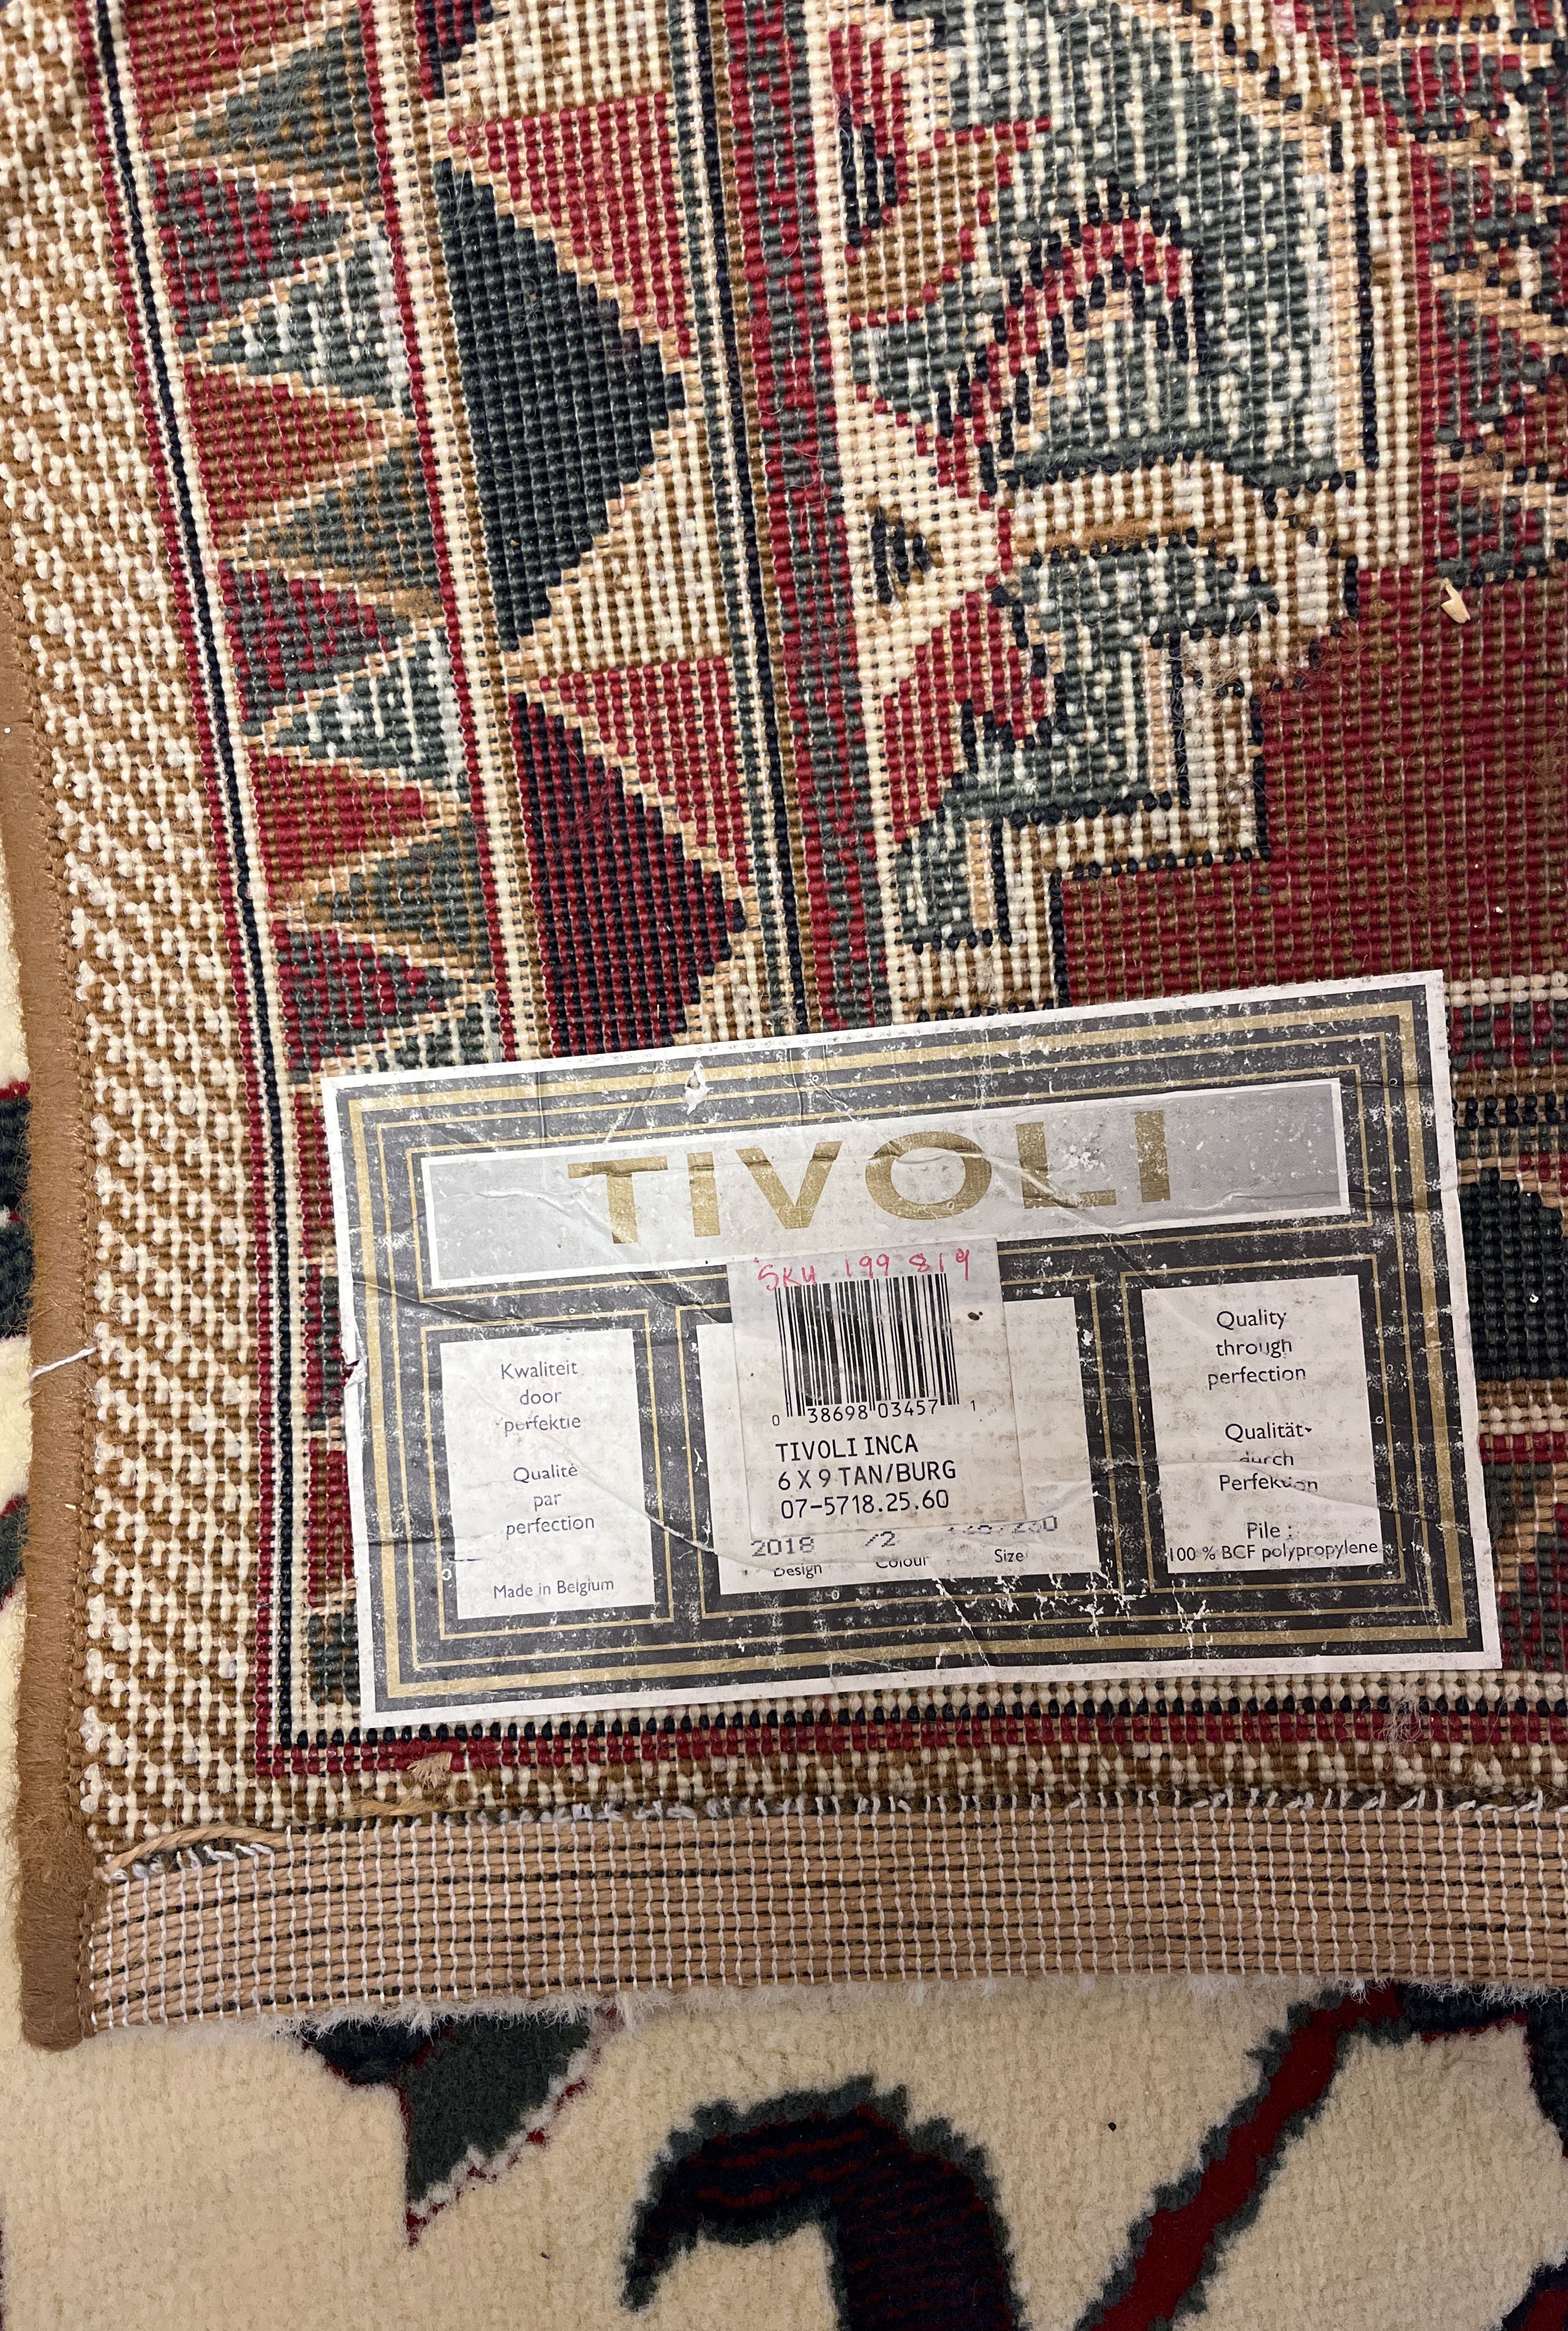 TIVOLI
SKU 199 819
0 38698 03457 1
TIVOLI INCA
6 X 9 TAN/BURG
07-5718.25.60
2018 /2
Design Colour Size
Kwaliteit
door
perfektie
Qualité
par
perfection
Made in Belgium
Quality
through
perfection
Qualität
durch
Perfektion
Pile :
100 % BCF polypropylene